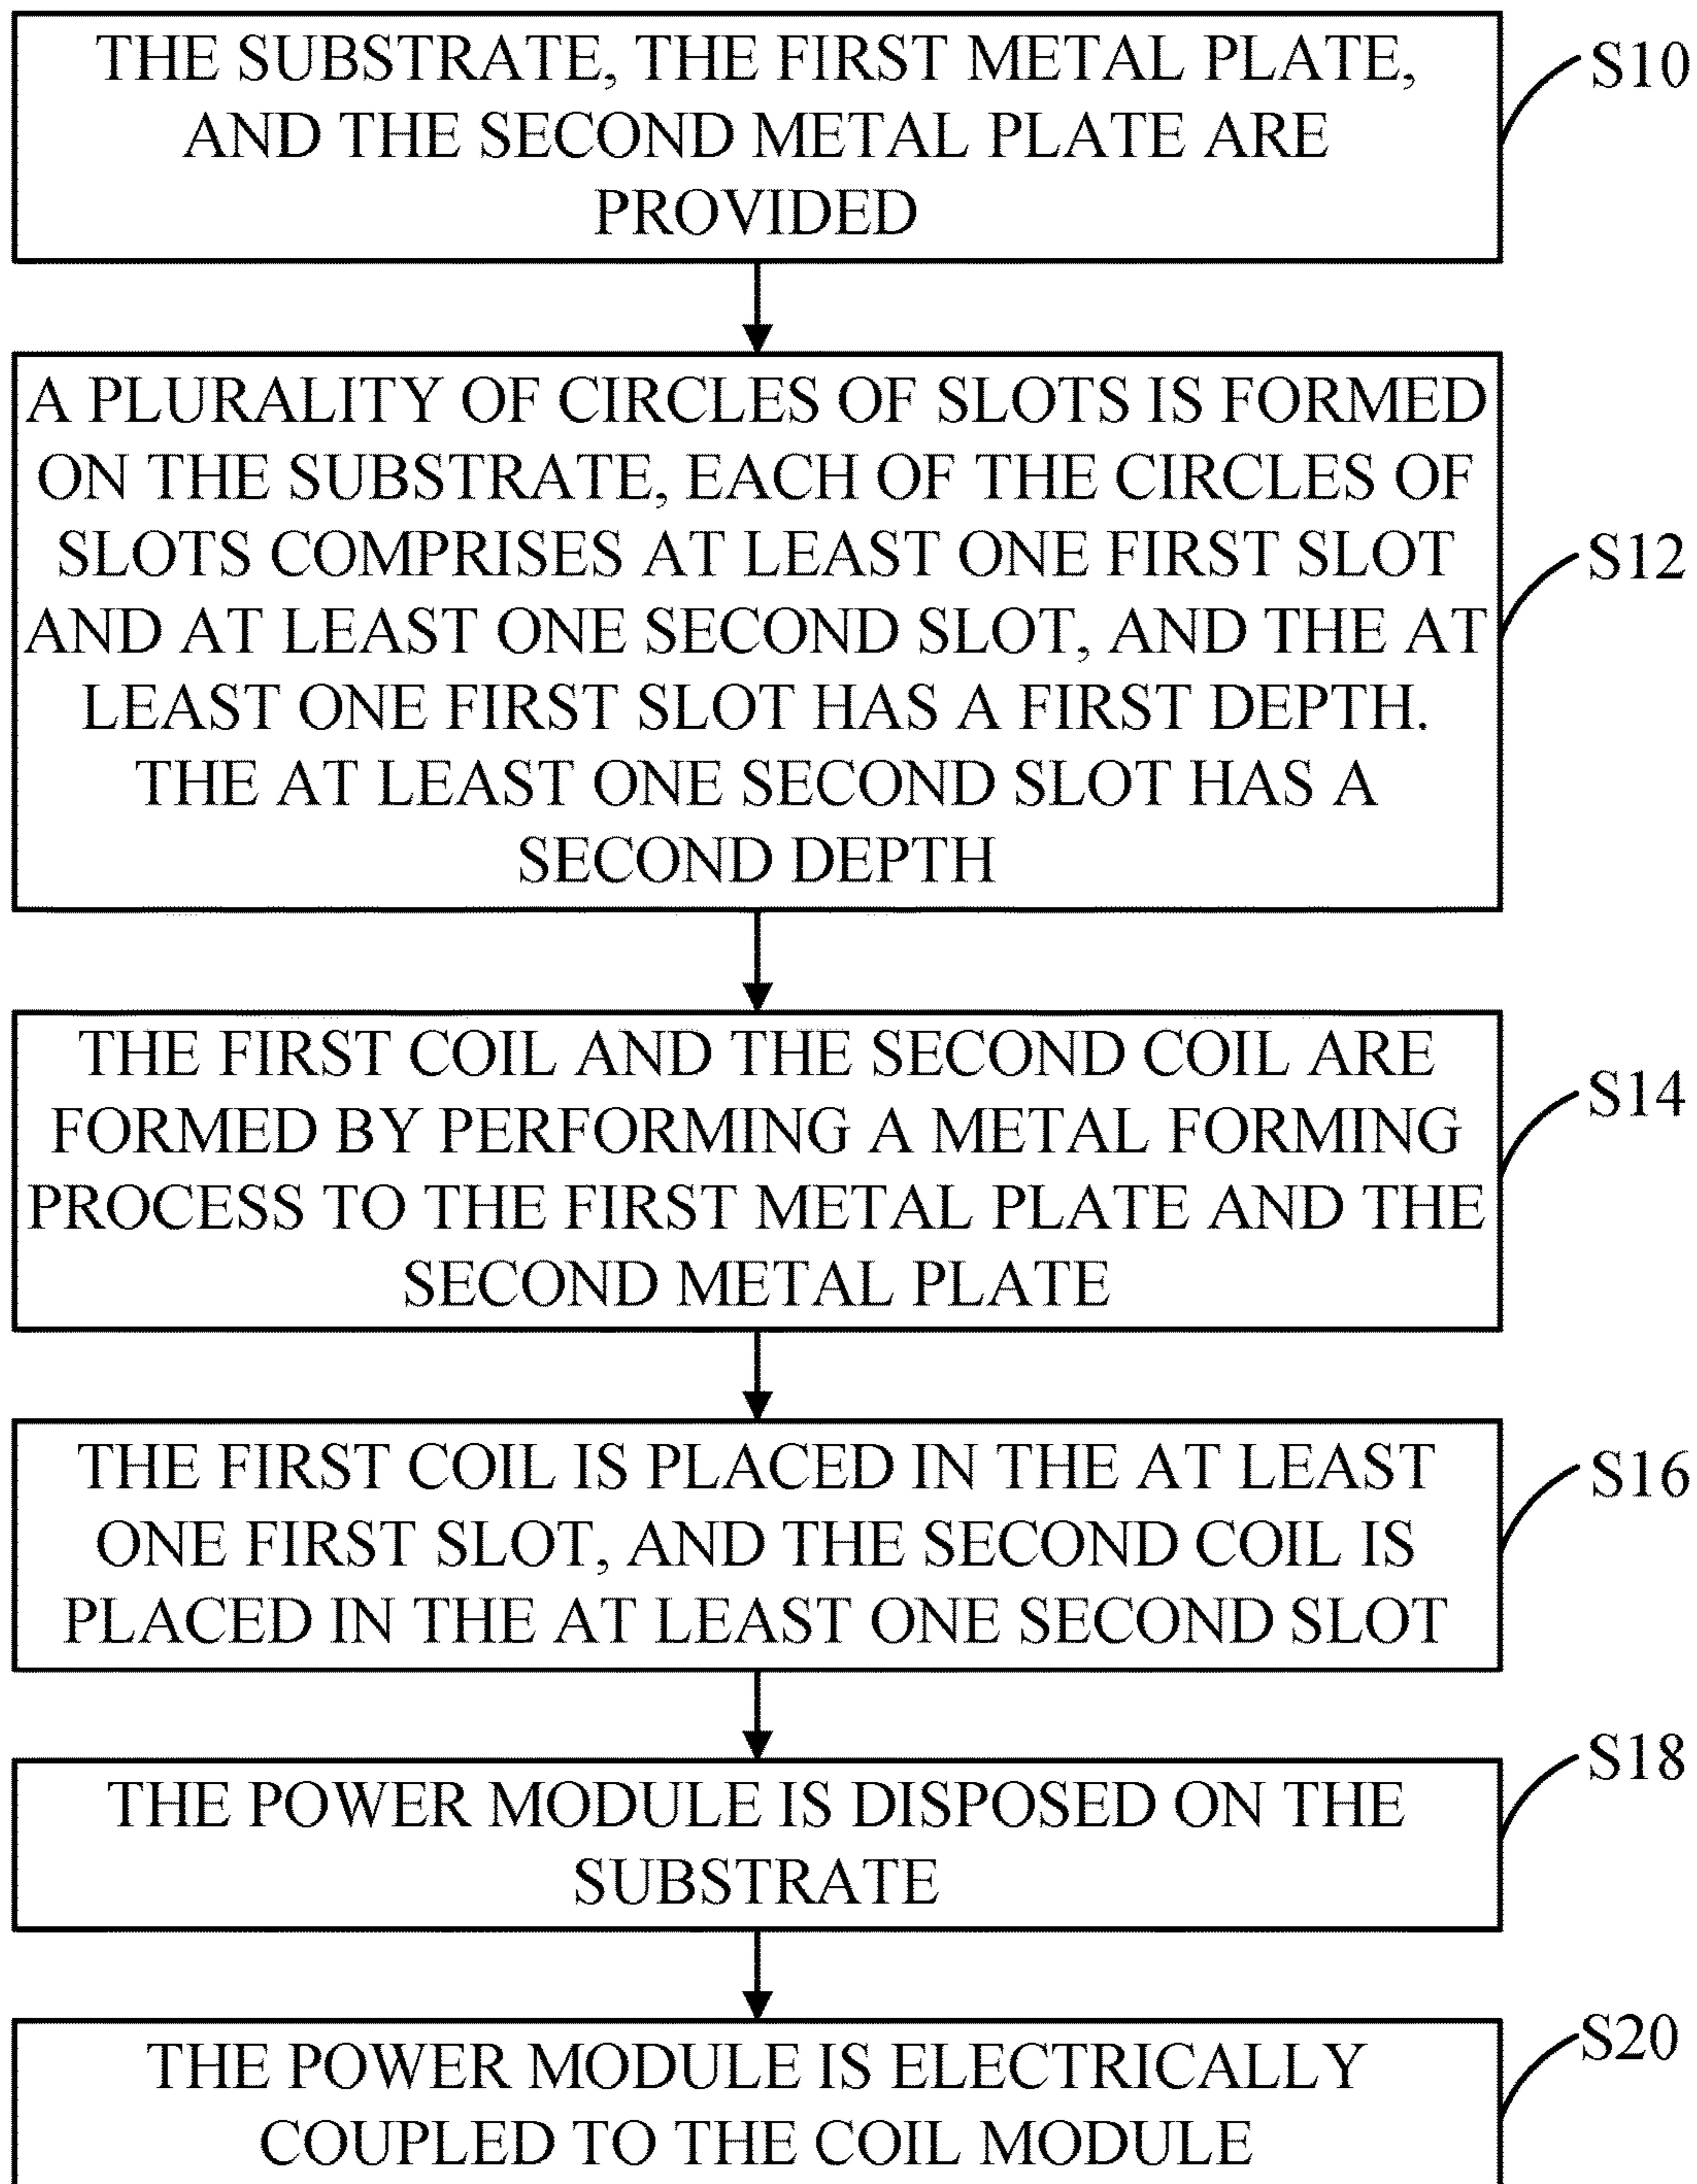 THE SUBSTRATE, THE FIRST METAL PLATE,
AND THE SECOND METAL PLATE ARE
PROVIDED
S10
A PLURALITY OF CIRCLES OF SLOTS IS FORMED
ON THE SUBSTRATE, EACH OF THE CIRCLES OF
SLOTS COMPRISES AT LEAST ONE FIRST SLOT
AND AT LEAST ONE SECOND SLOT, AND THE AT
LEAST ONE FIRST SLOT HAS A FIRST DEPTH.
THE AT LEAST ONE SECOND SLOT HAS A
SECOND DEPTH
S12
THE FIRST COIL AND THE SECOND COIL ARE
FORMED BY PERFORMING A METAL FORMING
PROCESS TO THE FIRST METAL PLATE AND THE
SECOND METAL PLATE
S14
THE FIRST COIL IS PLACED IN THE AT LEAST
ONE FIRST SLOT, AND THE SECOND COIL IS
PLACED IN THE AT LEAST ONE SECOND SLOT
S16
THE POWER MODULE IS DISPOSED ON THE
SUBSTRATE
S18
THE POWER MODULE IS ELECTRICALLY
COUPLED TO THE COIL MODULE
S20